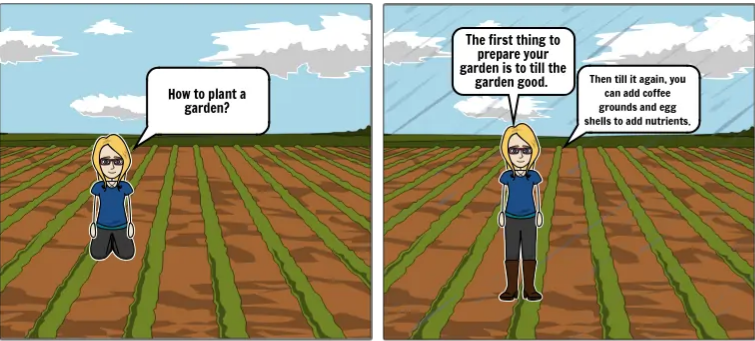 How to plant a
garden?
The first thing to
prepare your
garden is to till the
garden good.
Then till it again, you
can add coffee
grounds and egg
shells to add nutrients.